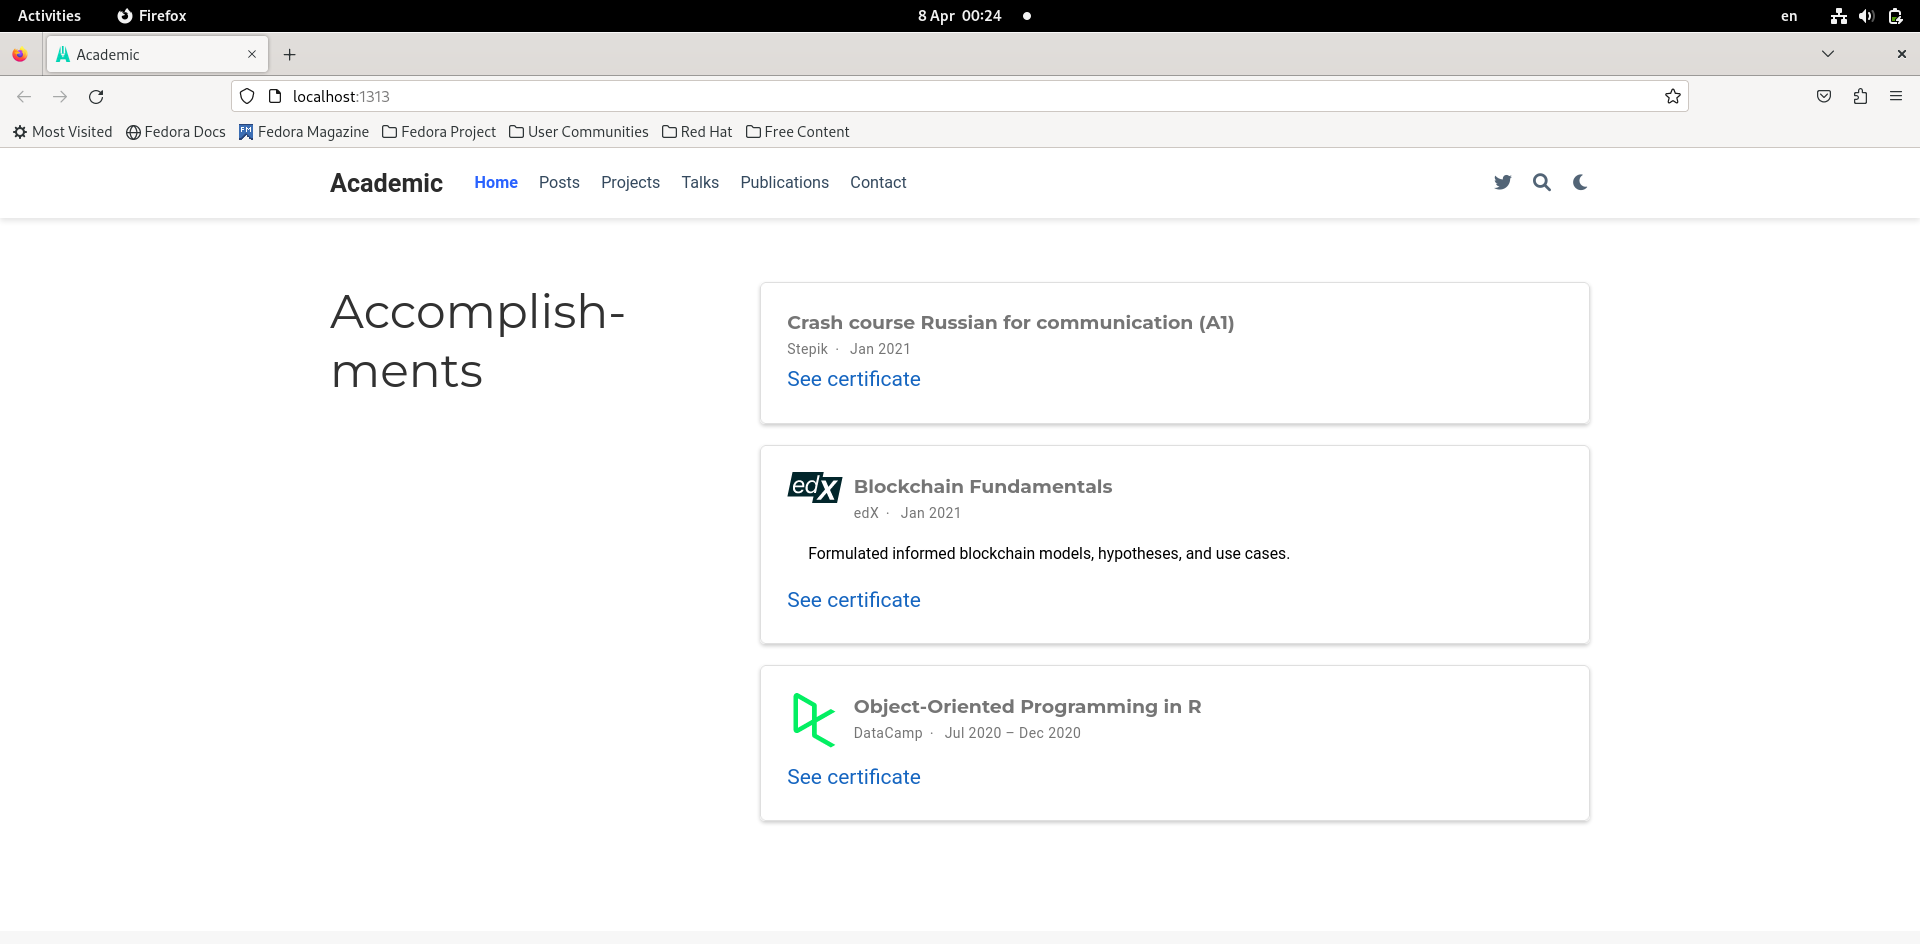 Activities Firefox 8 Apr 00:24 en
Academic
localhost:1313
Most Visited Fedora Docs Fedora Magazine Fedora Project User Communities Red Hat Free Content
Academic Home Posts Projects Talks Publications Contact
Accomplish-
ments
Crash course Russian for communication (A1)
Stepik · Jan 2021
See certificate
edX Blockchain Fundamentals
edX · Jan 2021
Formulated informed blockchain models, hypotheses, and use cases.
See certificate
Object-Oriented Programming in R
DataCamp · Jul 2020 – Dec 2020
See certificate